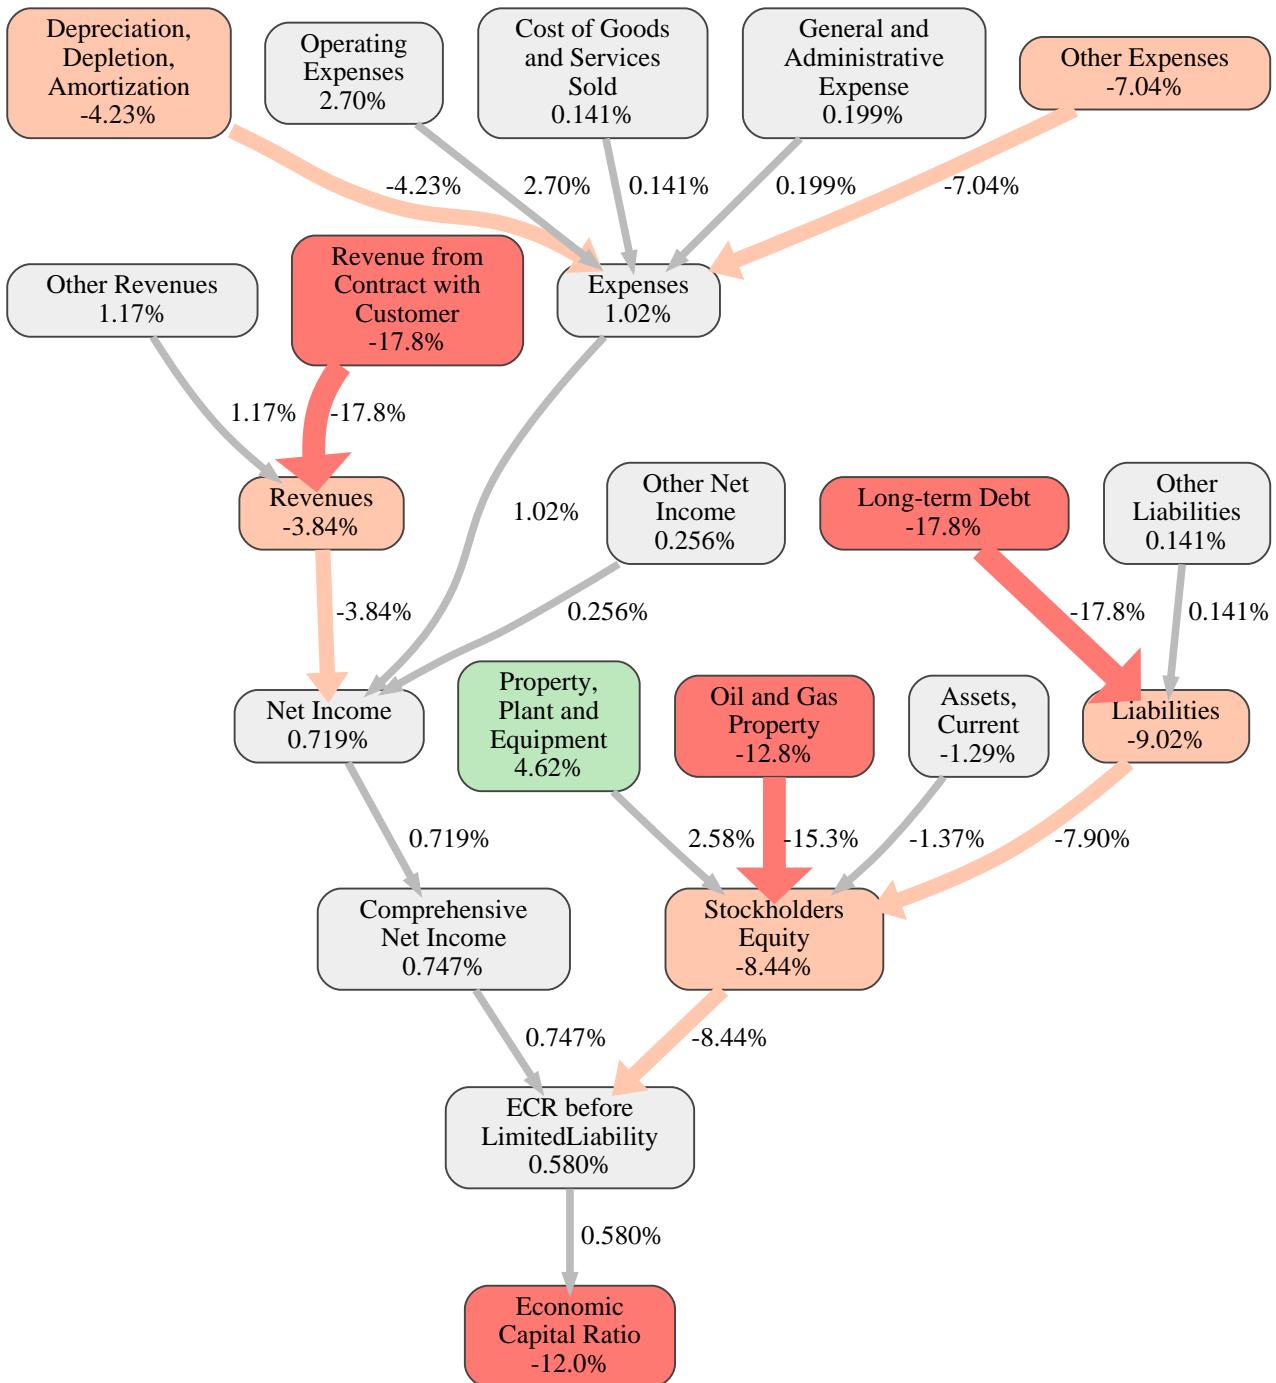 Depreciation,
Depletion,
Amortization
-4.23%
Operating
Expenses
2.70%
Cost of Goods
and Services
Sold
0.141%
General and
Administrative
Expense
0.199%
Other Expenses
-7.04%
-4.23%
2.70%
0.141%
0.199%
-7.04%
Other Revenues
1.17%
Revenue from
Contract with
Customer
-17.8%
Expenses
1.02%
1.17%
-17.8%
Revenues
-3.84%
1.02%
Other Net
Income
0.256%
Long-term Debt
-17.8%
Other
Liabilities
0.141%
-3.84%
0.256%
-17.8%
0.141%
Net Income
0.719%
Property,
Plant and
Equipment
4.62%
Oil and Gas
Property
-12.8%
Assets,
Current
-1.29%
Liabilities
-9.02%
0.719%
2.58%
-15.3%
-1.37%
-7.90%
Comprehensive
Net Income
0.747%
Stockholders
Equity
-8.44%
0.747%
-8.44%
ECR before
LimitedLiability
0.580%
0.580%
Economic
Capital Ratio
-12.0%